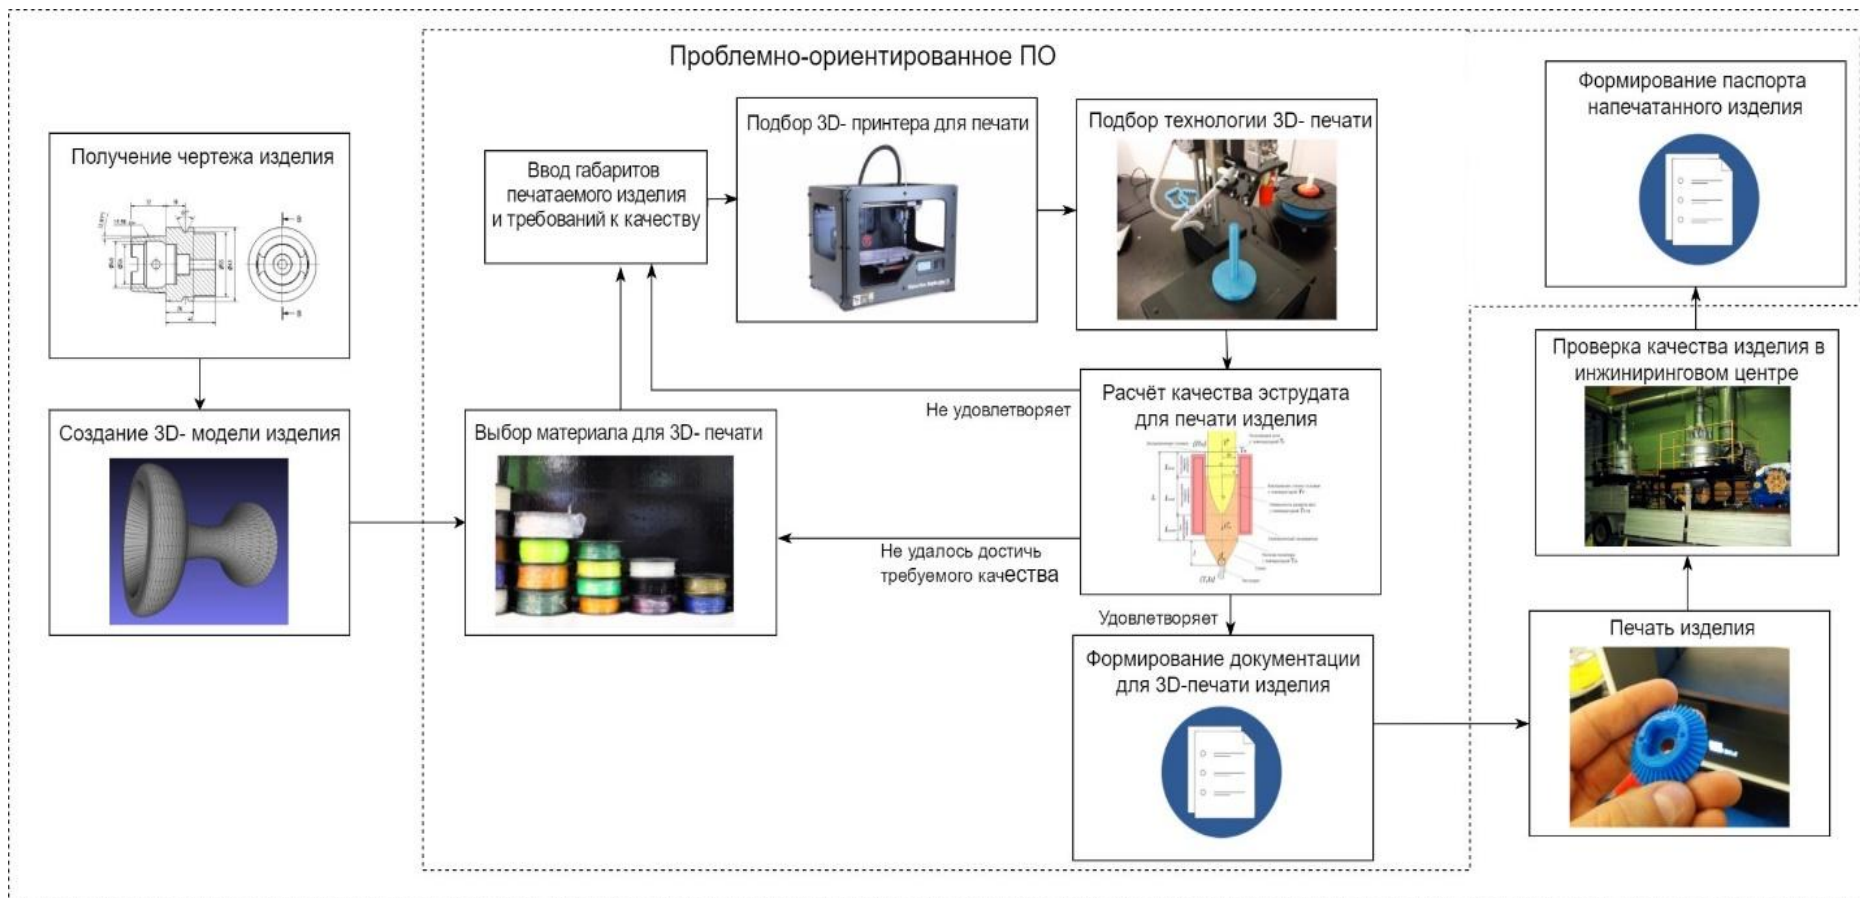 Проблемно-ориентированное ПО
Получение чертежа изделия
Создание 3D- модели изделия
Выбор материала для 3D- печати
Ввод габаритов
печатаемого изделия
и требований к качеству
Подбор 3D- принтера для печати
Подбор технологии 3D- печати
Расчёт качества эструдата
для печати изделия
Не удовлетворяет
Не удалось достичь
требуемого качества
Удовлетворяет
Формирование документации
для 3D-печати изделия
Печать изделия
Проверка качества изделия в
инжиниринговом центре
Формирование паспорта
напечатанного изделия